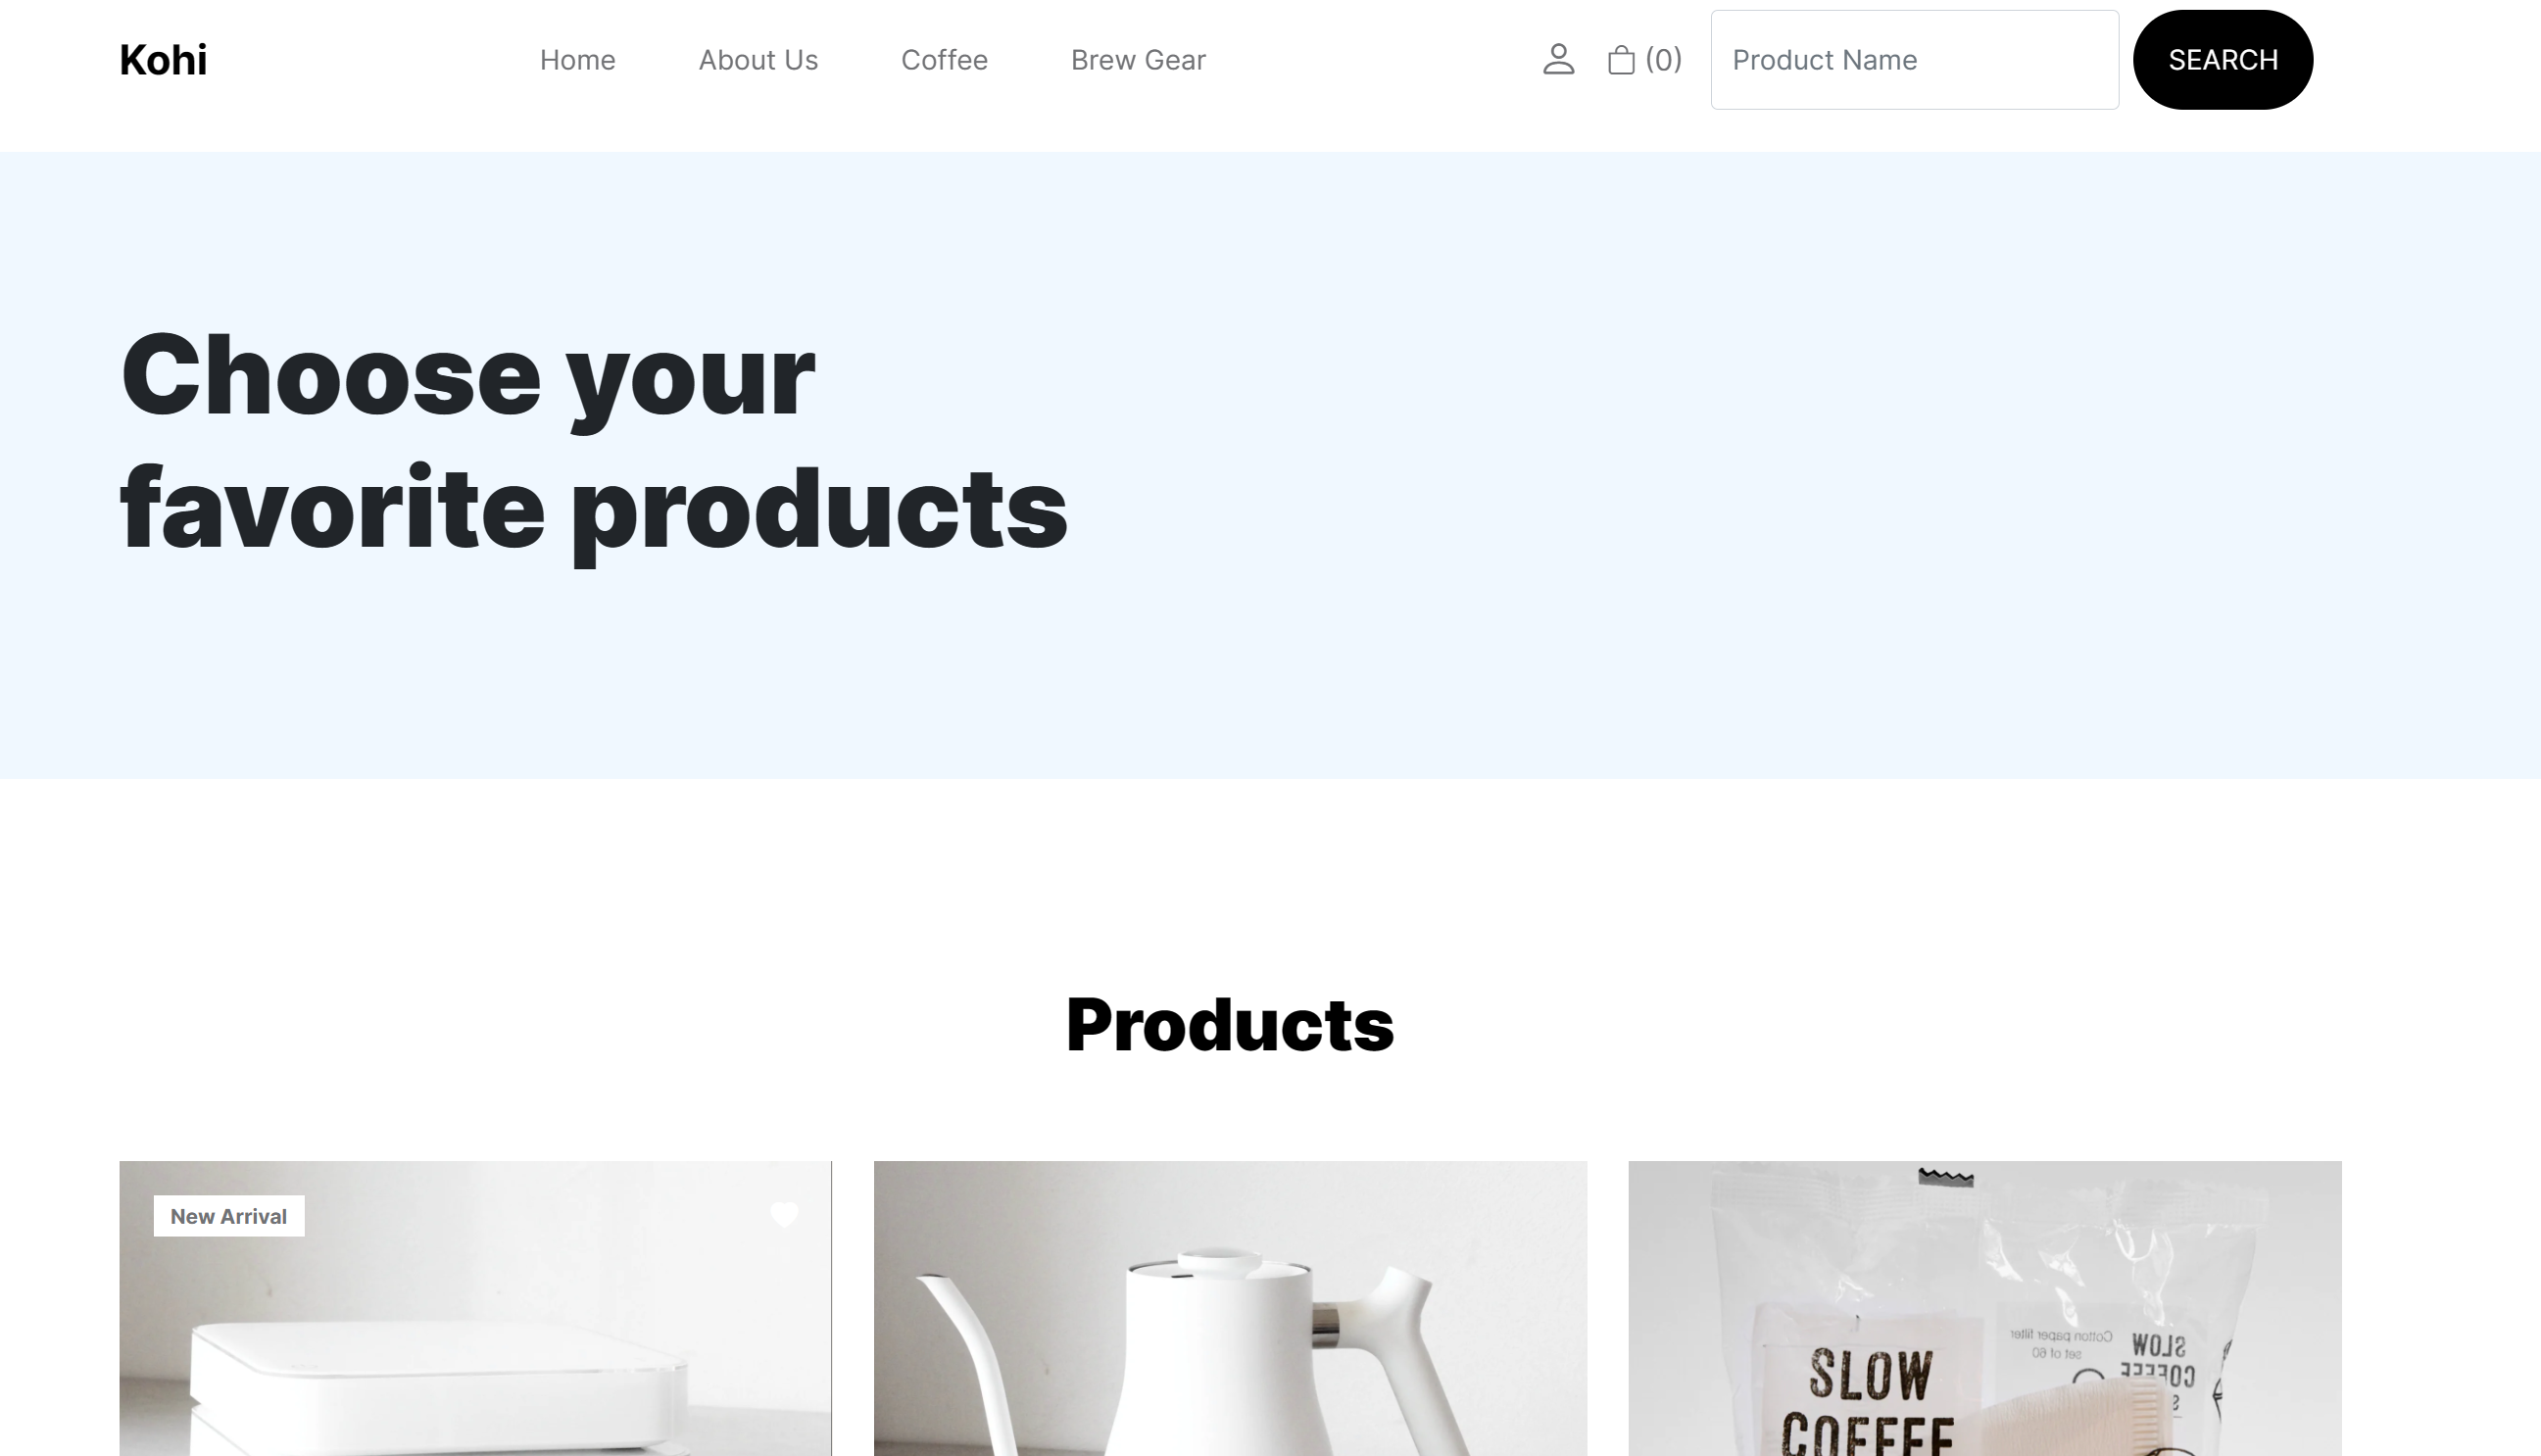 Kohi
Home
About Us
Coffee
Brew Gear
(0)
Product Name
SEARCH
Choose your
favorite products
Products
New Arrival
SLOW
COFFEE
Cotton paper filter
set of 60
SLOW
COFFEE
S